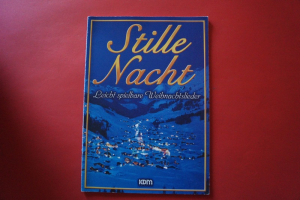 Stille
Nacht
Leicht spielbare Weihnachtslieder
KDM